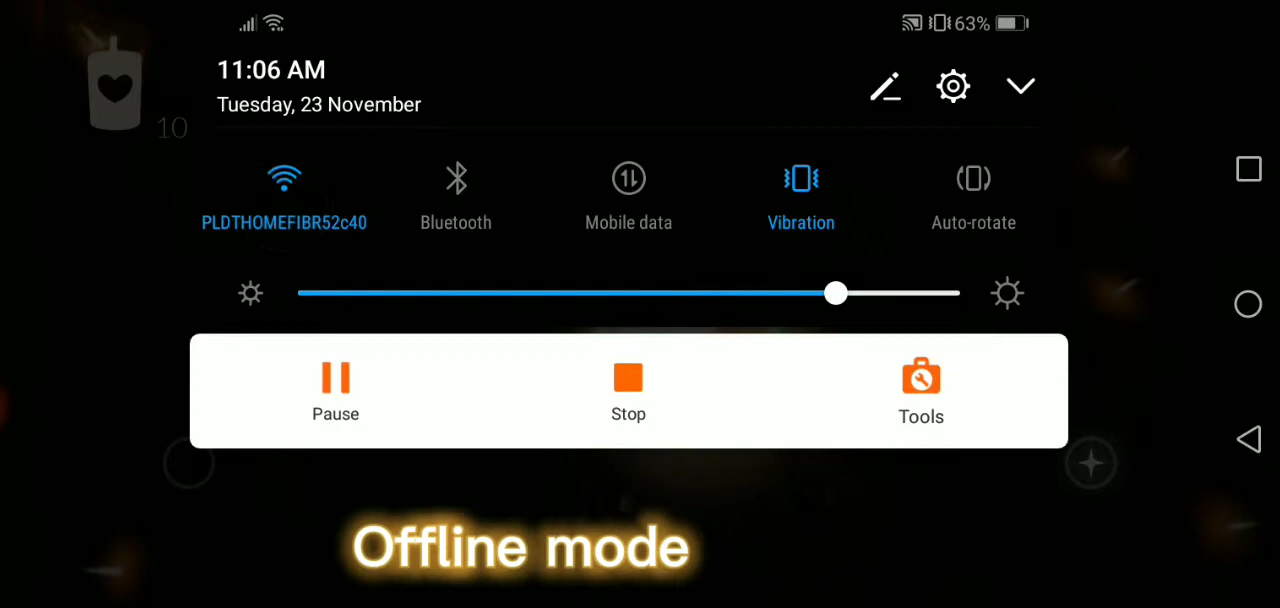 63%
11:06 AM
Tuesday, 23 November
10
PLDTHOMEFIBR52c40
Bluetooth
Mobile data
Vibration
Auto-rotate
Pause
Stop
Tools
Offline mode